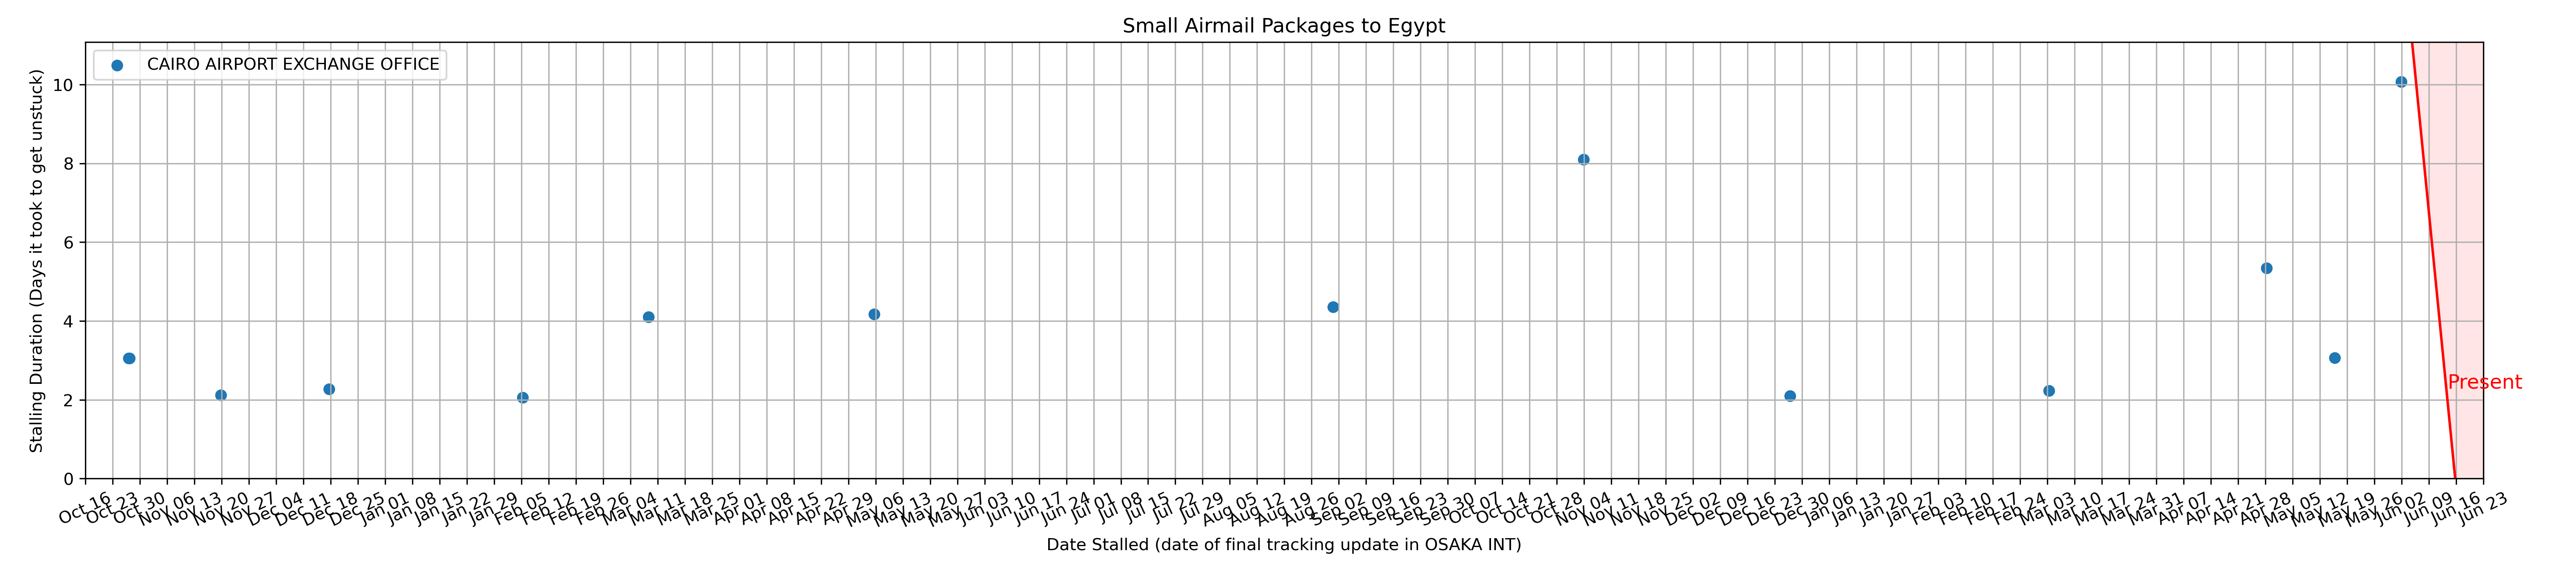 Small Airmail Packages to Egypt
CAIRO AIRPORT EXCHANGE OFFICE
Stalling Duration (Days it took to get unstuck)
10
8
6
4
2
0
Present
Oct 16
Oct 23
Oct 30
Nov 06
Nov 13
Nov 20
Nov 27
Dec 04
Dec 11
Dec 18
Dec 25
Jan 01
Jan 08
Jan 15
Jan 22
Jan 29
Feb 05
Feb 12
Feb 19
Feb 26
Mar 04
Mar 11
Mar 18
Mar 25
Apr 01
Apr 08
Apr 15
Apr 22
Apr 29
May 06
May 13
May 20
May 27
Jun 03
Jun 10
Jun 17
Jun 24
Jul 01
Jul 08
Jul 15
Jul 22
Jul 29
Aug 05
Aug 12
Aug 19
Aug 26
Sep 02
Sep 09
Sep 16
Sep 23
Sep 30
Oct 07
Oct 14
Oct 21
Oct 28
Nov 04
Nov 11
Nov 18
Nov 25
Dec 02
Dec 09
Dec 16
Dec 23
Dec 30
Jan 06
Jan 13
Jan 20
Jan 27
Feb 03
Feb 10
Feb 17
Feb 24
Mar 03
Mar 10
Mar 17
Mar 24
Mar 31
Apr 07
Apr 14
Apr 21
Apr 28
May 05
May 12
May 19
May 26
Jun 02
Jun 09
Jun 16
Jun 23
Date Stalled (date of final tracking update in OSAKA INT)